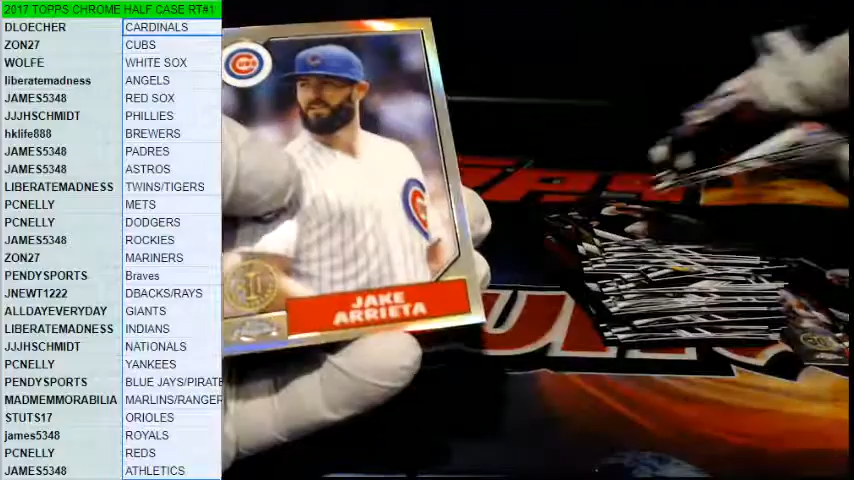 2017 TOPPS CHROME HALF CASE RT#1
DLOECHER CARDINALS
ZON27 CUBS
WOLFE WHITE SOX
liberatemadness ANGELS
JAMES5348 RED SOX
JJJHSCHMIDT PHILLIES
hklife888 BREWERS
JAMES5348 PADRES
JAMES5348 ASTROS
LIBERATEMADNESS TWINS/TIGERS
PCNELLY METS
PCNELLY DODGERS
JAMES5348 ROCKIES
ZON27 MARINERS
PENDYSPORTS Braves
JNEWT1222 DBACKS/RAYS
ALLDAYEVERYDAY GIANTS
LIBERATEMADNESS INDIANS
JJJHSCHMIDT NATIONALS
PCNELLY YANKEES
PENDYSPORTS BLUE JAYS/PIRATE
MADMEMMORABILIA MARLINS/RANGER
STUTS17 ORIOLES
james5348 ROYALS
PCNELLY REDS
JAMES5348 ATHLETICS
JAKE
ARRIETA